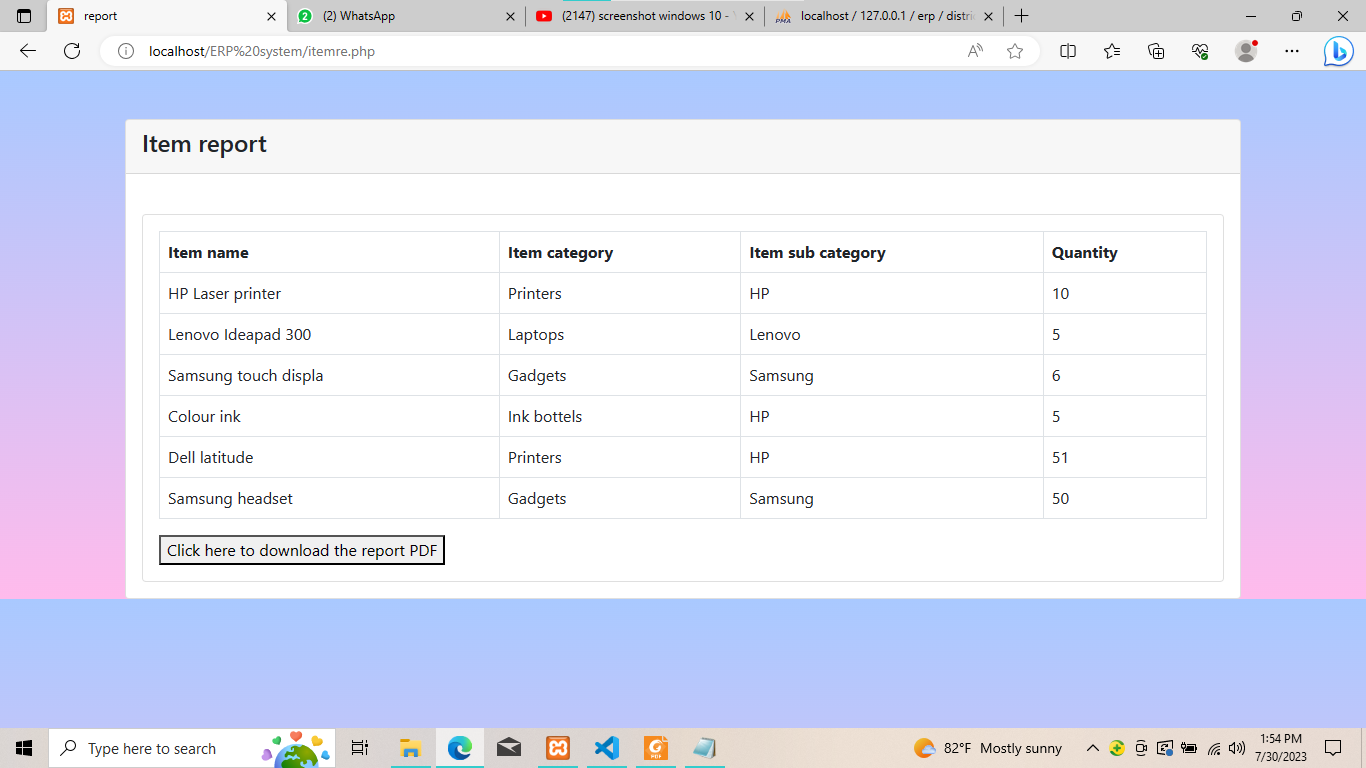 report
2
(2) WhatsApp
(2147) screenshot windows 10 -
PMA
localhost / 127.0.0.1 / erp / distri
localhost/ERP%20system/itemre.php
Item report
Item name Item category Item sub category Quantity
HP Laser printer Printers HP 10
Lenovo Ideapad 300 Laptops Lenovo 5
Samsung touch displa Gadgets Samsung 6
Colour ink Ink bottels HP 5
Dell latitude Printers HP 51
Samsung headset Gadgets Samsung 50
Click here to download the report PDF
Type here to search
PDF
82°F Mostly sunny
1:54 PM
7/30/2023